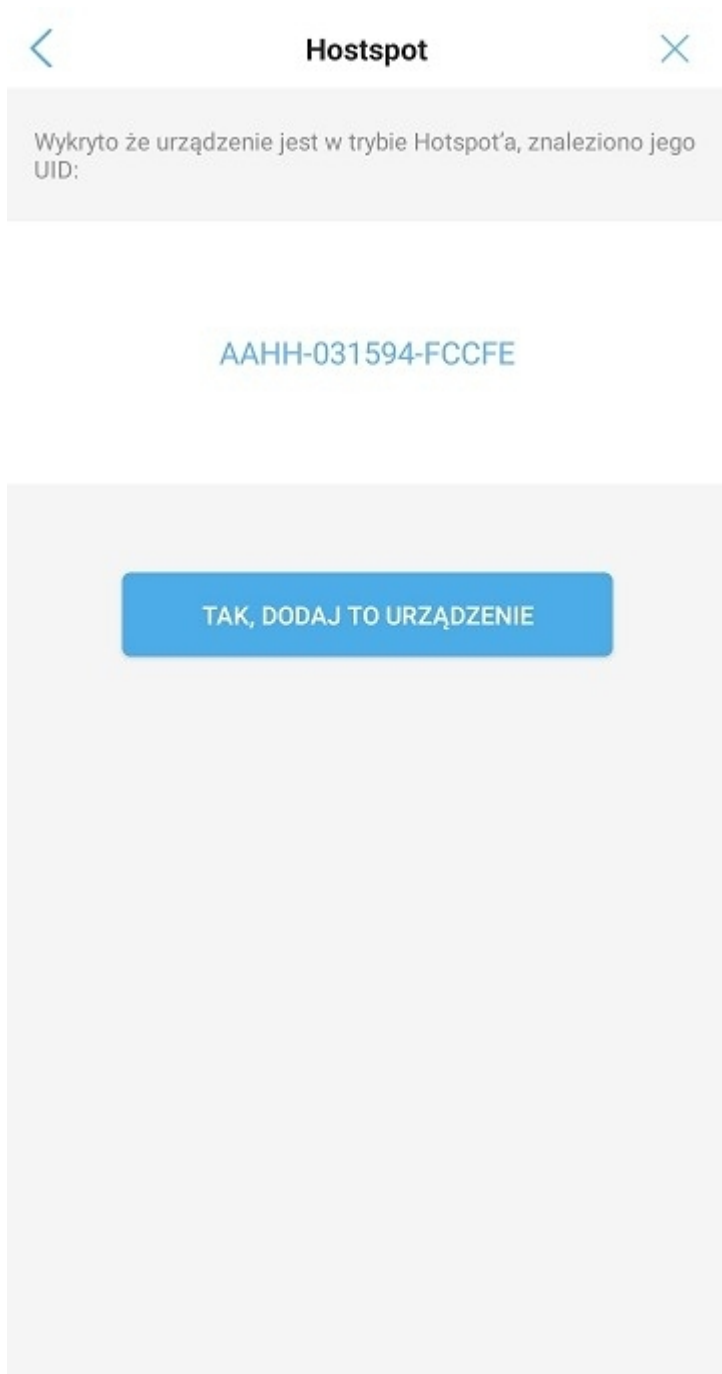 Hostspot
Wykryto że urządzenie jest w trybie Hotspot'a, znaleziono jego
UID:
AAHH-031594-FCCFE
TAK, DODAJ TO URZĄDZENIE